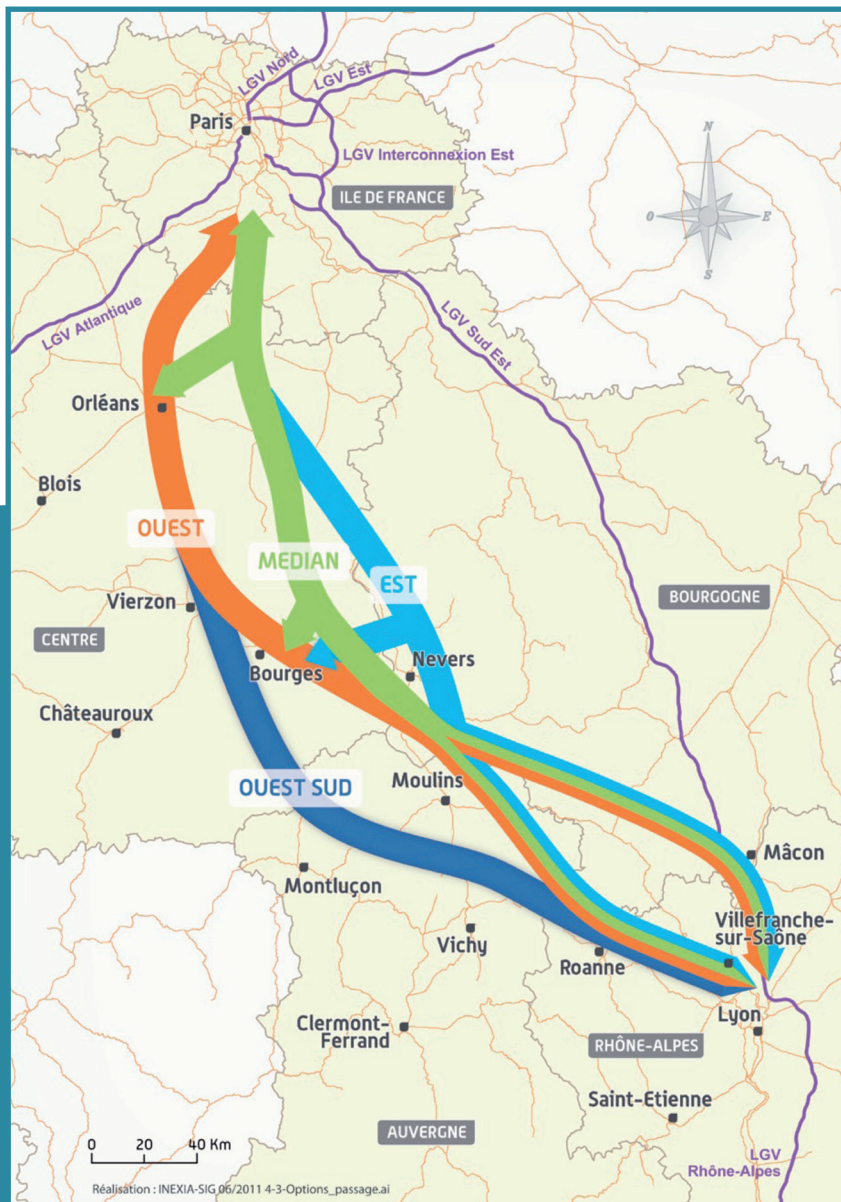 LGV Nord
LGV Est
Paris
LGV Interconnexion Est
ILE DE FRANCE
N
O
E
S
LGV Atlantique
LGV Sud Est
Orléans
Blois
OUEST
MEDIAN
EST
BOURGOGNE
Vierzon
CENTRE
Bourges
Nevers
Châteauroux
OUEST SUD
Moulins
Mâcon
Montluçon
Villefranche-
sur-Saône
Vichy
Roanne
Clermont-
Ferrand
Lyon
RHÔNE-ALPES
Saint-Etienne
AUVERGNE
0 20 40 Km
LGV
Rhône-Alpes
Réalisation : INEXIA-SIG 06/2011 4-3-Options_passage.ai